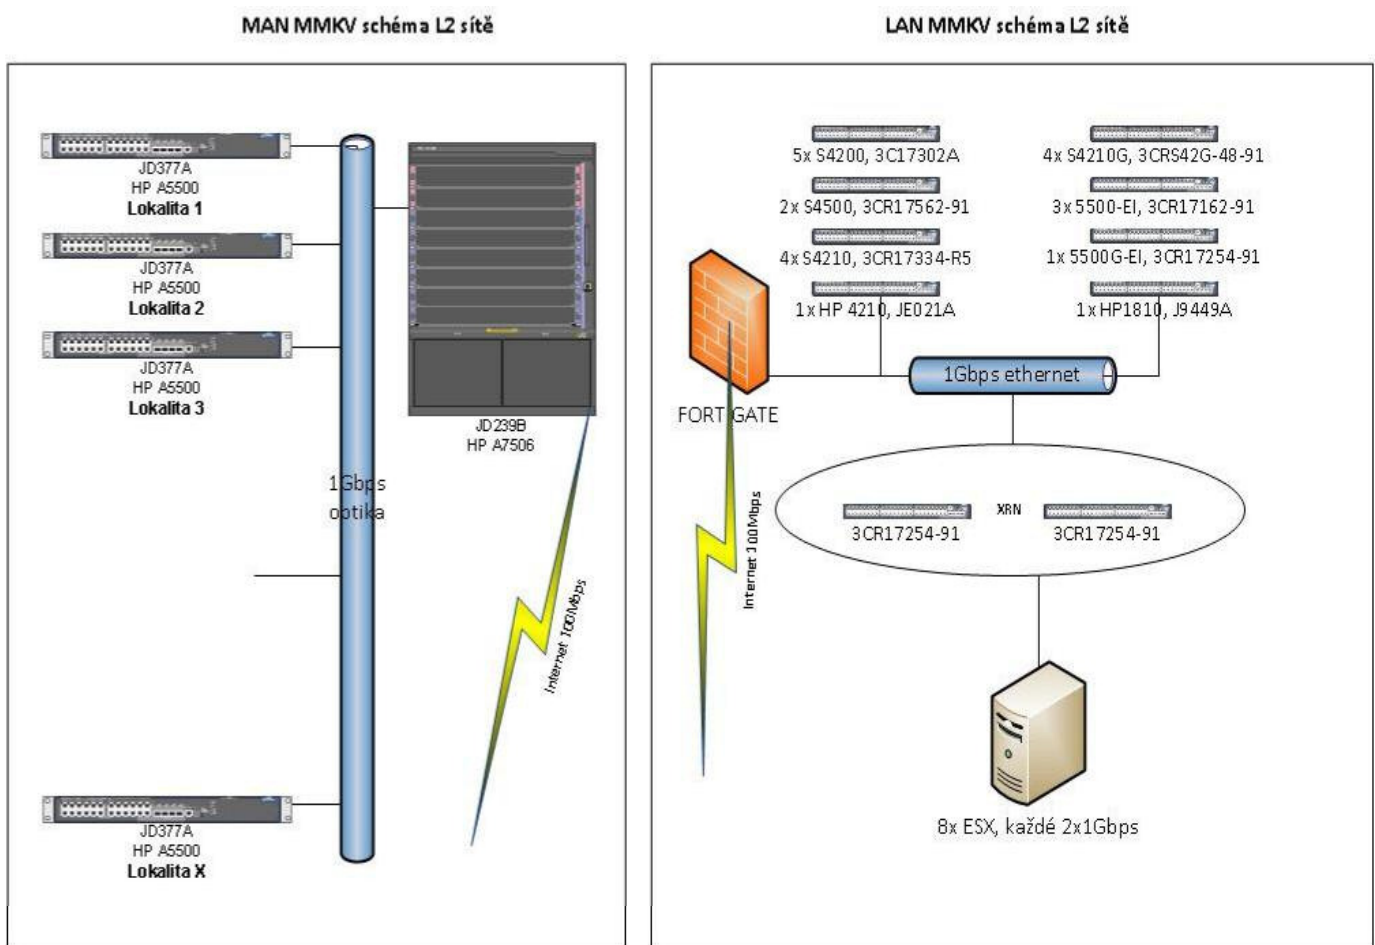 MAN MMKV schéma L2 sítě
JD377A
HP A5500
Lokalita 1
JD377A
HP A5500
Lokalita 2
JD377A
HP A5500
Lokalita 3
JD239B
HP A7506
1Gbps
optika
Internet 100Mbps
JD377A
HP A5500
Lokalita X
LAN MMKV schéma L2 sítě
5x S4200, 3C17302A
4x S4210G, 3CRS42G-48-91
2x S4500, 3CR17562-91
3x 5500-EI, 3CR17162-91
4x S4210, 3CR17334-R5
1x 5500G-EI, 3CR17254-91
1x HP 4210, JE021A
1x HP1810, J9449A
1Gbps ethernet
FORTIGATE
Internet 100Mbps
XRN
3CR17254-91
3CR17254-91
8x ESX, každé 2x1Gbps